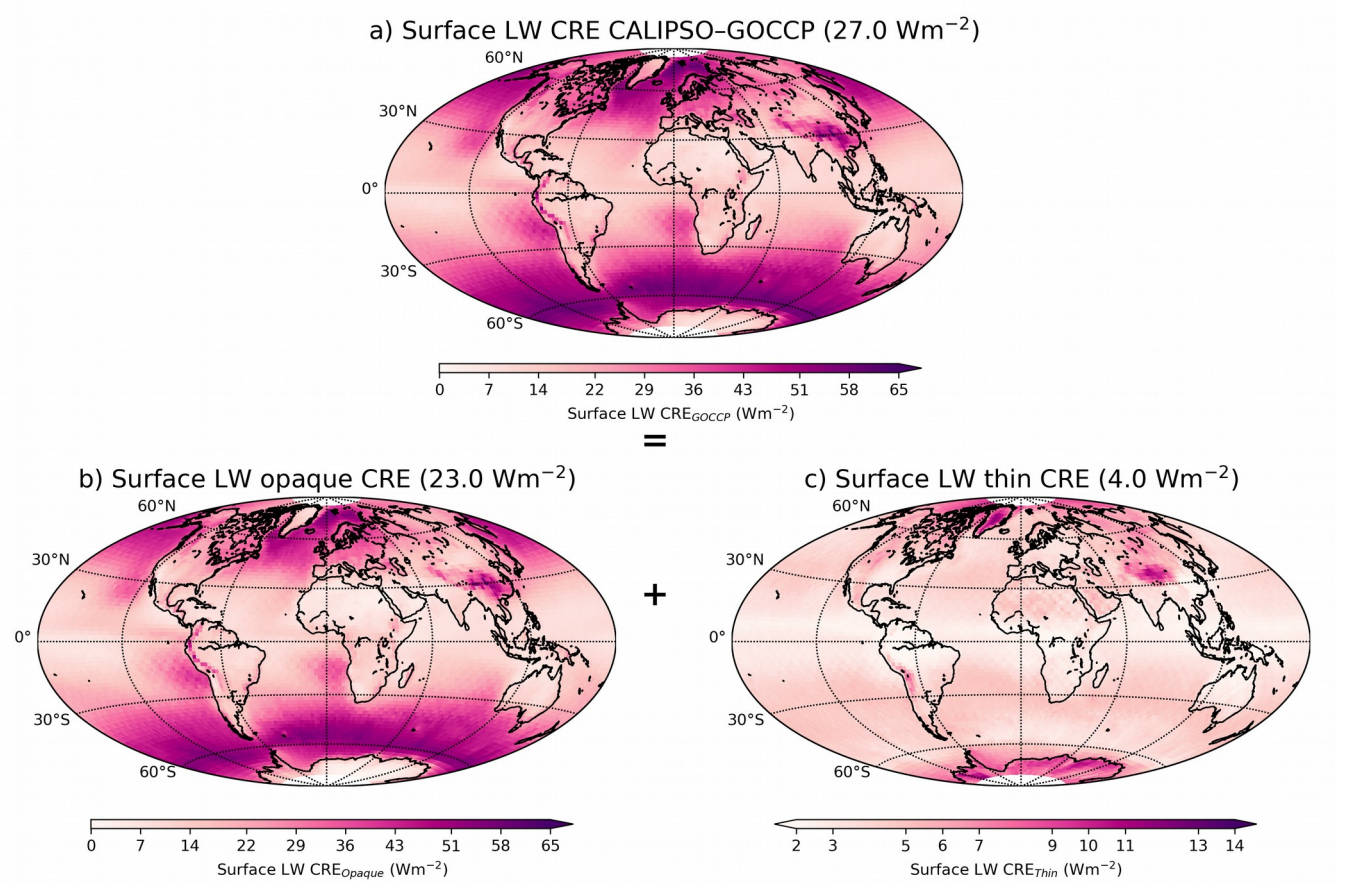 a) Surface LW CRE CALIPSO–GOCCP (27.0 Wm−2)
60°N
30°N
0°
30°S
60°S
0 7 14 22 29 36 43 51 58 65
Surface LW CRE_GOCCP (Wm−2)
=
b) Surface LW opaque CRE (23.0 Wm−2)
60°N
30°N
0°
30°S
60°S
0 7 14 22 29 36 43 51 58 65
Surface LW CRE_Opaque (Wm−2)
+
c) Surface LW thin CRE (4.0 Wm−2)
60°N
30°N
0°
30°S
60°S
2 3 5 6 7 9 10 11 13 14
Surface LW CRE_Thin (Wm−2)